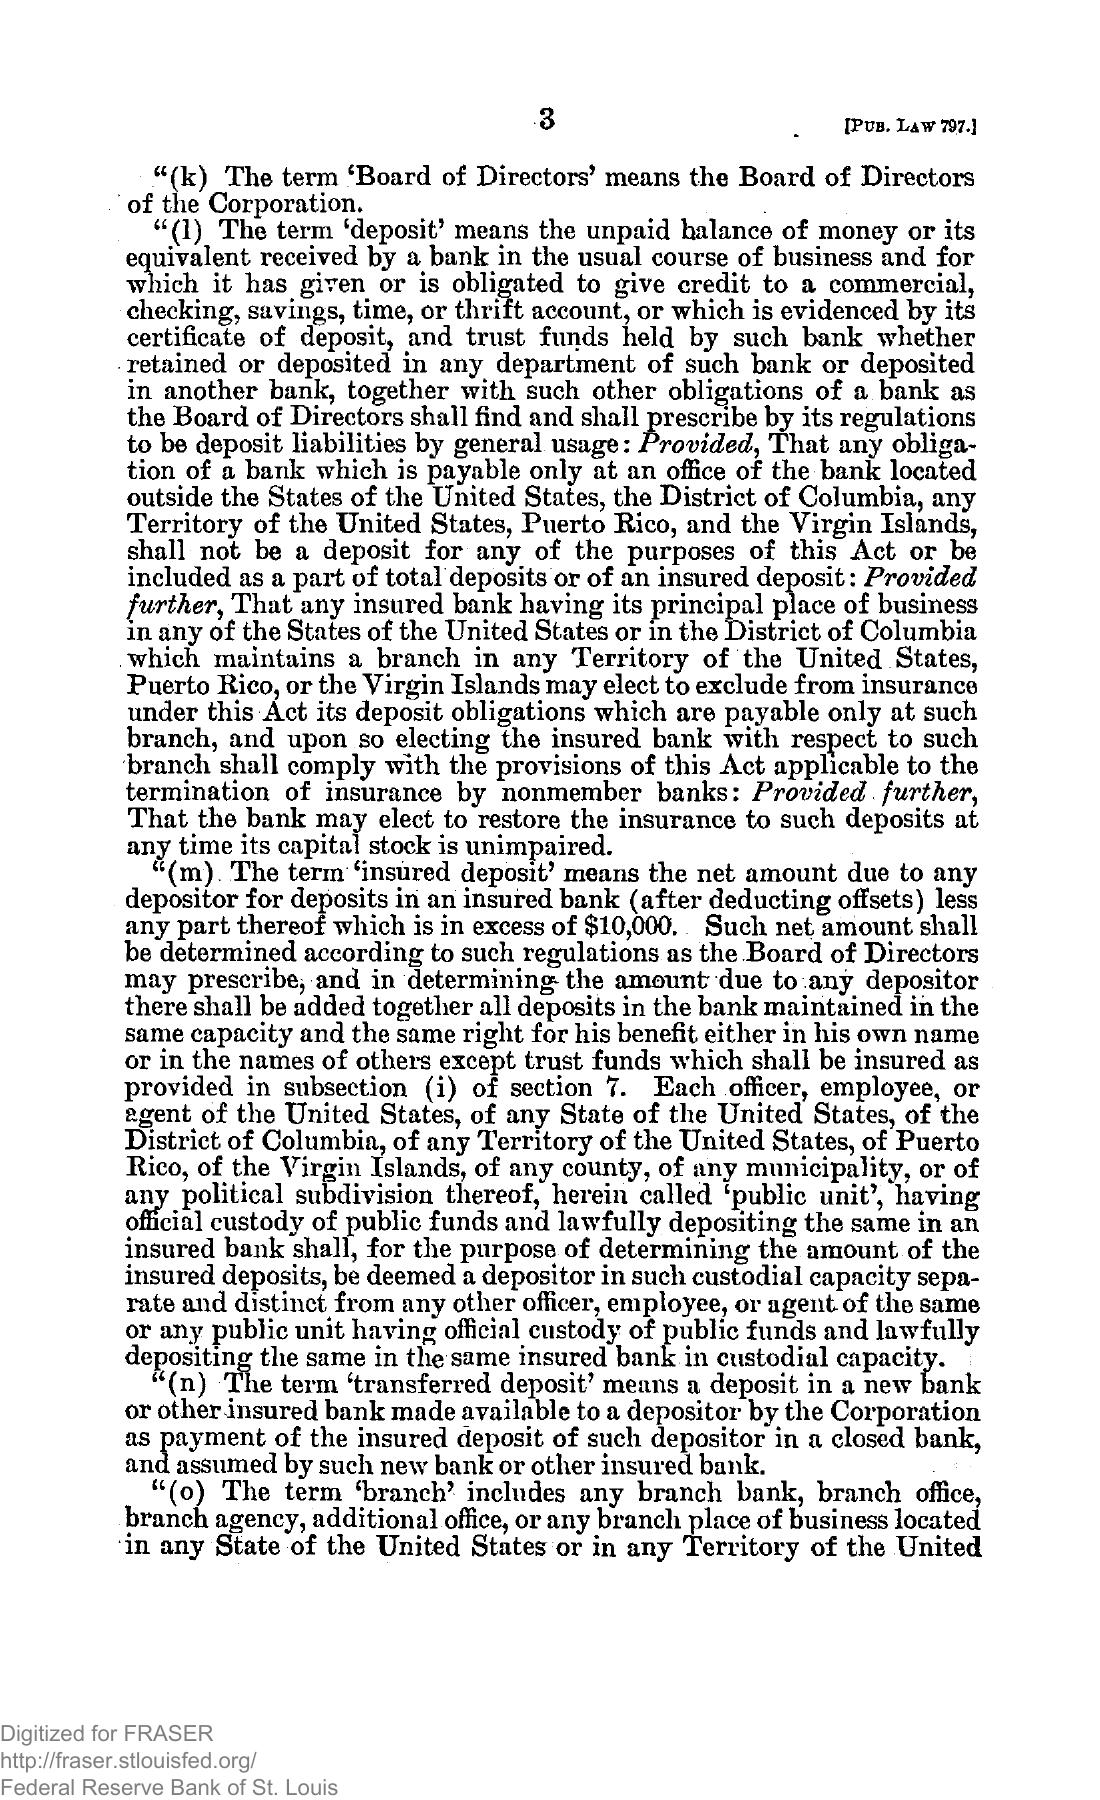 3
[PUB. LAW 797.]
“(k) The term ‘Board of Directors’ means the Board of Directors
of the Corporation.
“(l) The term ‘deposit’ means the unpaid balance of money or its
equivalent received by a bank in the usual course of business and for
which it has given or is obligated to give credit to a commercial,
checking, savings, time, or thrift account, or which is evidenced by its
certificate of deposit, and trust funds held by such bank whether
retained or deposited in any department of such bank or deposited
in another bank, together with such other obligations of a bank as
the Board of Directors shall find and shall prescribe by its regulations
to be deposit liabilities by general usage: Provided, That any obliga-
tion of a bank which is payable only at an office of the bank located
outside the States of the United States, the District of Columbia, any
Territory of the United States, Puerto Rico, and the Virgin Islands,
shall not be a deposit for any of the purposes of this Act or be
included as a part of total deposits or of an insured deposit: Provided
further, That any insured bank having its principal place of business
in any of the States of the United States or in the District of Columbia
which maintains a branch in any Territory of the United States,
Puerto Rico, or the Virgin Islands may elect to exclude from insurance
under this Act its deposit obligations which are payable only at such
branch, and upon so electing the insured bank with respect to such
branch shall comply with the provisions of this Act applicable to the
termination of insurance by nonmember banks: Provided further,
That the bank may elect to restore the insurance to such deposits at
any time its capital stock is unimpaired.
“(m) The term ‘insured deposit’ means the net amount due to any
depositor for deposits in an insured bank (after deducting offsets) less
any part thereof which is in excess of $10,000. Such net amount shall
be determined according to such regulations as the Board of Directors
may prescribe, and in determining the amount due to any depositor
there shall be added together all deposits in the bank maintained in the
same capacity and the same right for his benefit either in his own name
or in the names of others except trust funds which shall be insured as
provided in subsection (i) of section 7. Each officer, employee, or
agent of the United States, of any State of the United States, of the
District of Columbia, of any Territory of the United States, of Puerto
Rico, of the Virgin Islands, of any county, of any municipality, or of
any political subdivision thereof, herein called ‘public unit’, having
official custody of public funds and lawfully depositing the same in an
insured bank shall, for the purpose of determining the amount of the
insured deposits, be deemed a depositor in such custodial capacity sepa-
rate and distinct from any other officer, employee, or agent of the same
or any public unit having official custody of public funds and lawfully
depositing the same in the same insured bank in custodial capacity.
“(n) The term ‘transferred deposit’ means a deposit in a new bank
or other insured bank made available to a depositor by the Corporation
as payment of the insured deposit of such depositor in a closed bank,
and assumed by such new bank or other insured bank.
“(o) The term ‘branch’ includes any branch bank, branch office,
branch agency, additional office, or any branch place of business located
in any State of the United States or in any Territory of the United
Digitized for FRASER
http://fraser.stlouisfed.org/
Federal Reserve Bank of St. Louis